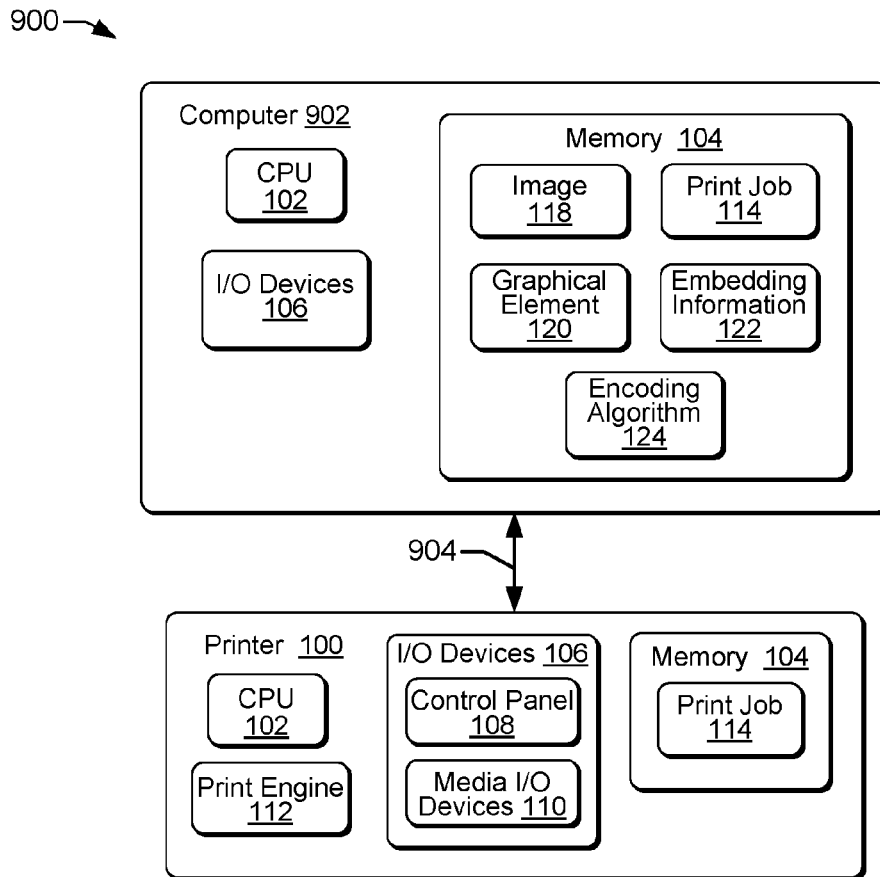 900
Computer 902
CPU
102
I/O Devices
106
Memory 104
Image
118
Print Job
114
Graphical
Element
120
Embedding
Information
122
Encoding
Algorithm
124
904
Printer 100
CPU
102
Print Engine
112
I/O Devices 106
Control Panel
108
Media I/O
Devices 110
Memory 104
Print Job
114